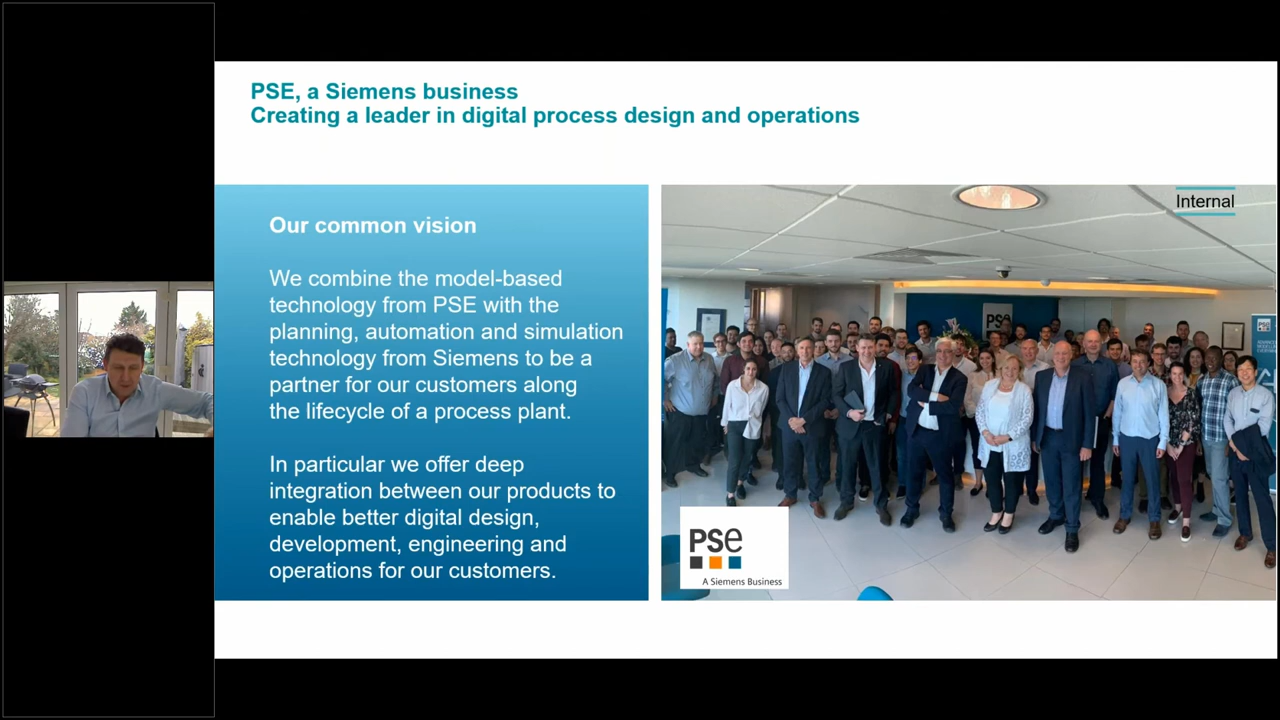 PSE, a Siemens business
Creating a leader in digital process design and operations
Our common vision
We combine the model-based
technology from PSE with the
planning, automation and simulation
technology from Siemens to be a
partner for our customers along
the lifecycle of a process plant.
In particular we offer deep
integration between our products to
enable better digital design,
development, engineering and
operations for our customers.
Internal
PSe
PSe
A Siemens Business